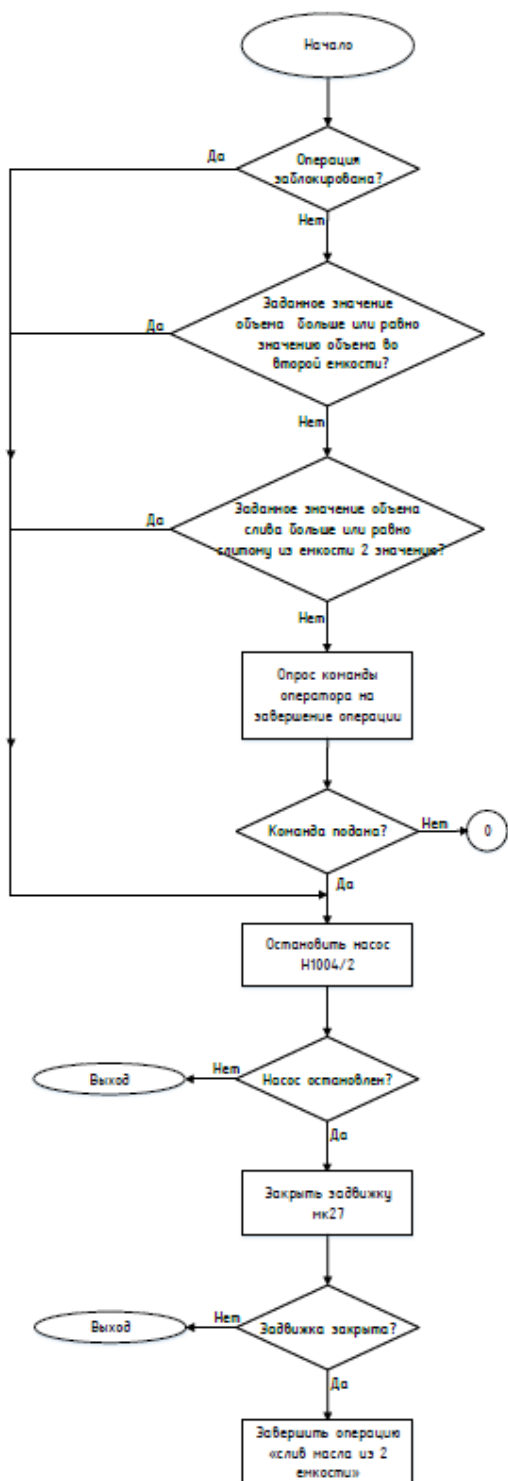 Начало
Да
Операция
заблокирована?
Нет
Заданное значение
объема больше или равно
значению объема во
второй емкости?
Да
Нет
Заданное значение объема
слива больше или равно
слитому из емкости 2 значению?
Да
Нет
Опрос команды
оператора на
завершение операции
Команда подана?
Нет
0
Да
Остановить насос
Н1004/2
Насос остановлен?
Нет
Выход
Да
Закрыть задвижку
мк27
Задвижка закрыта?
Нет
Выход
Да
Завершить операцию
«слив масла из 2
емкости»